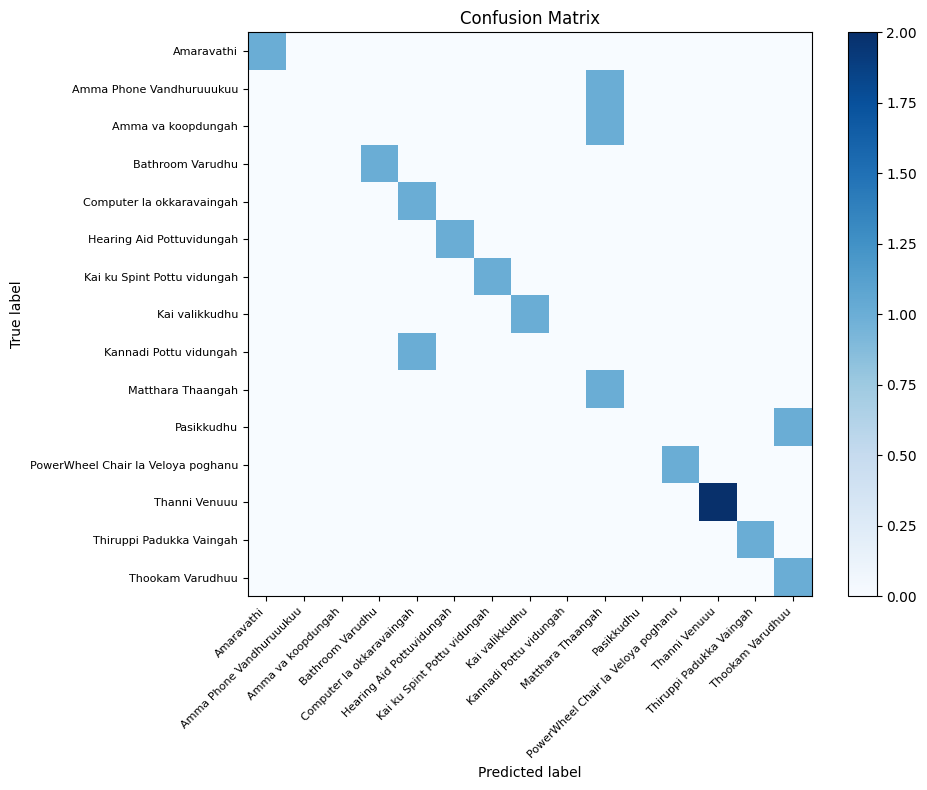 Confusion Matrix
True label
Amaravathi
Amma Phone Vandhuruuukuu
Amma va koopdungah
Bathroom Varudhu
Computer la okkaravaingah
Hearing Aid Pottuvidungah
Kai ku Spint Pottu vidungah
Kai valikkudhu
Kannadi Pottu vidungah
Matthara Thaangah
Pasikkudhu
PowerWheel Chair la Veloya poghanu
Thanni Venuuu
Thiruppi Padukka Vaingah
Thookam Varudhuu
Amaravathi
Amma Phone Vandhuruuukuu
Amma va koopdungah
Bathroom Varudhu
Computer la okkaravaingah
Hearing Aid Pottuvidungah
Kai ku Spint Pottu vidungah
Kai valikkudhu
Kannadi Pottu vidungah
Matthara Thaangah
Pasikkudhu
PowerWheel Chair la Veloya poghanu
Thanni Venuuu
Thiruppi Padukka Vaingah
Thookam Varudhuu
Predicted label
2.00
1.75
1.50
1.25
1.00
0.75
0.50
0.25
0.00